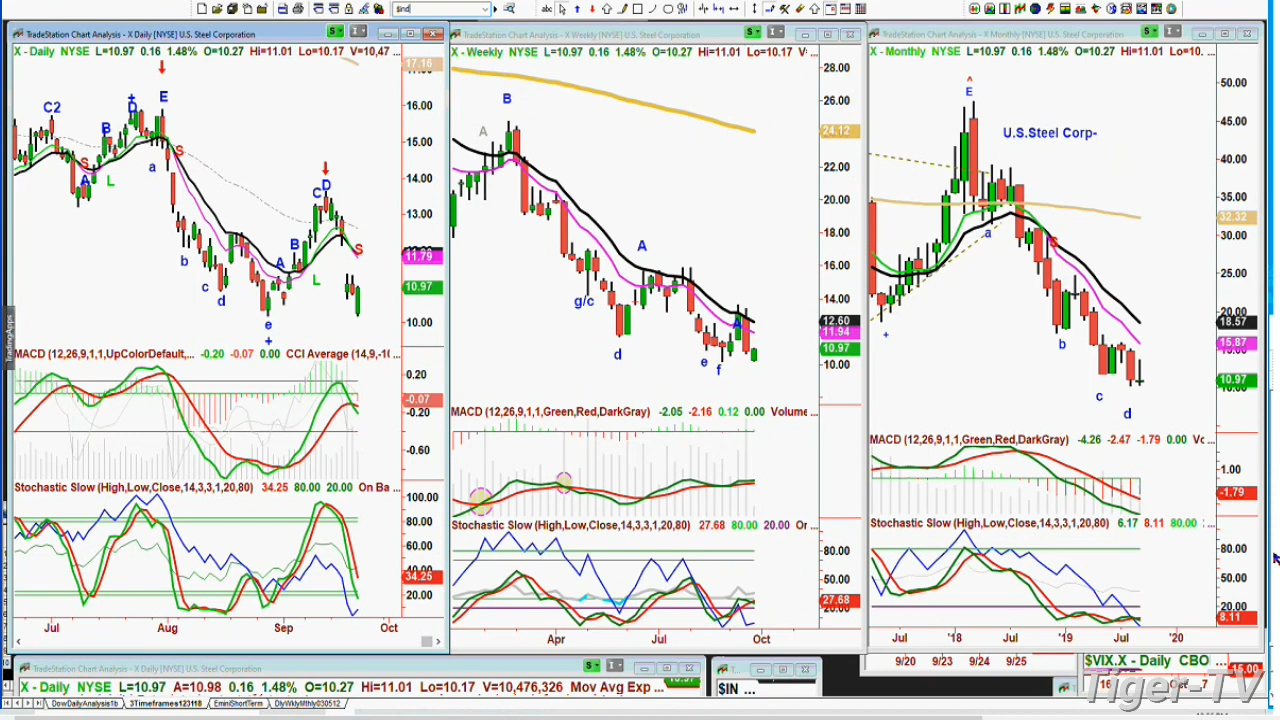 $ind
TradeStation Chart Analysis - X Daily [NYSE] U.S. Steel Corporation
X - Daily NYSE L=10.97 0.16 1.48% O=10.27 Hi=11.01 Lo=10.17 V=10,47
17.16
16.00
15.00
14.00
13.00
11.79
10.97
10.00
C2
B
D
E
S
A
L
a
S
b
c
d
e
A
B
L
C
D
S
MACD (12,26,9,1,1,UpColorDefault,... -0.20 -0.07 0.00 CCI Average (14,9,-1(
0.20
-0.07
-0.20
-0.60
Stochastic Slow (High,Low,Close,14,3,3,1,20,80) 34.25 80.00 20.00 On Ba ...
100.00
80.00
60.00
40.00
34.25
20.00
Jul Aug Sep Oct
TradeStation Chart Analysis - X Weekly [NYSE] U.S. Steel Corporation
X - Weekly NYSE L=10.97 0.16 1.48% O=10.27 Hi=11.01 Lo=10.17 V:...
28.00
26.00
24.12
22.00
20.00
18.00
16.00
14.00
12.60
11.94
10.97
10.00
A
B
g/c
d
A
e
f
A
MACD (12,26,9,1,1,Green,Red,DarkGray) -2.05 -2.16 0.12 0.00 Volume ...
Stochastic Slow (High,Low,Close,14,3,3,1,20,80) 27.68 80.00 20.00 Or ...
80.00
50.00
27.68
20.00
Apr Jul Oct
TradeStation Chart Analysis - X Monthly [NYSE] U.S. Steel Corporation
X - Monthly NYSE L=10.97 0.16 1.48% O=10.27 Hi=11.01 Lo=10....
E
U.S.Steel Corp-
50.00
45.00
40.00
35.00
32.32
30.00
25.00
20.00
18.57
15.87
10.97
a
S
b
c
d
MACD (12,26,9,1,1,Green,Red,DarkGray) -4.26 -2.47 -1.79 0.00 Vc ...
1.00
-1.79
Stochastic Slow (High,Low,Close,14,3,3,1,20,80) 6.17 8.11 80.00 ...
80.00
50.00
20.00
8.11
Jul '18 Jul '19 Jul '20
TradingApps
TradeStation Chart Analysis - X Daily [NYSE] U.S. Steel Corporation
X - Daily NYSE L=10.97 A=10.98 0.16 1.48% O=10.27 Hi=11.01 Lo=10.17 V=10,476,326 Mov Avg Exp ...
$IN ...
9/20 9/23 9/24 9/25
$VIX.X - Daily CBO ...
15.00
Tiger-TV
DowDailyAnalysis1b 3Timeframes123118 EminiShortTerm DlyWklyMthly030512